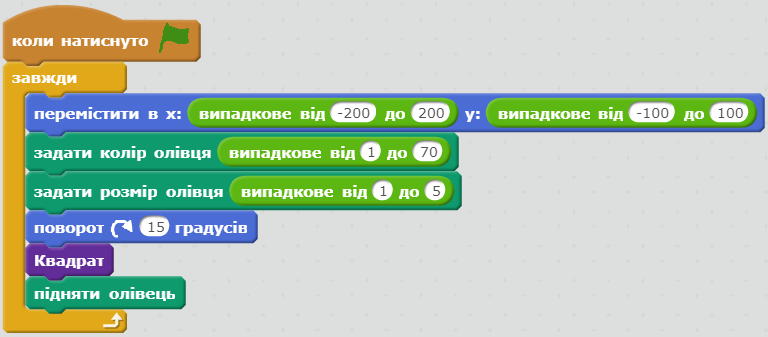 коли натиснуто
завжди
перемістити в x: випадкове від -200 до 200 y: випадкове від -100 до 100
задати колір олівця випадкове від 1 до 70
задати розмір олівця випадкове від 1 до 5
поворот 15 градусів
Квадрат
підняти олівець